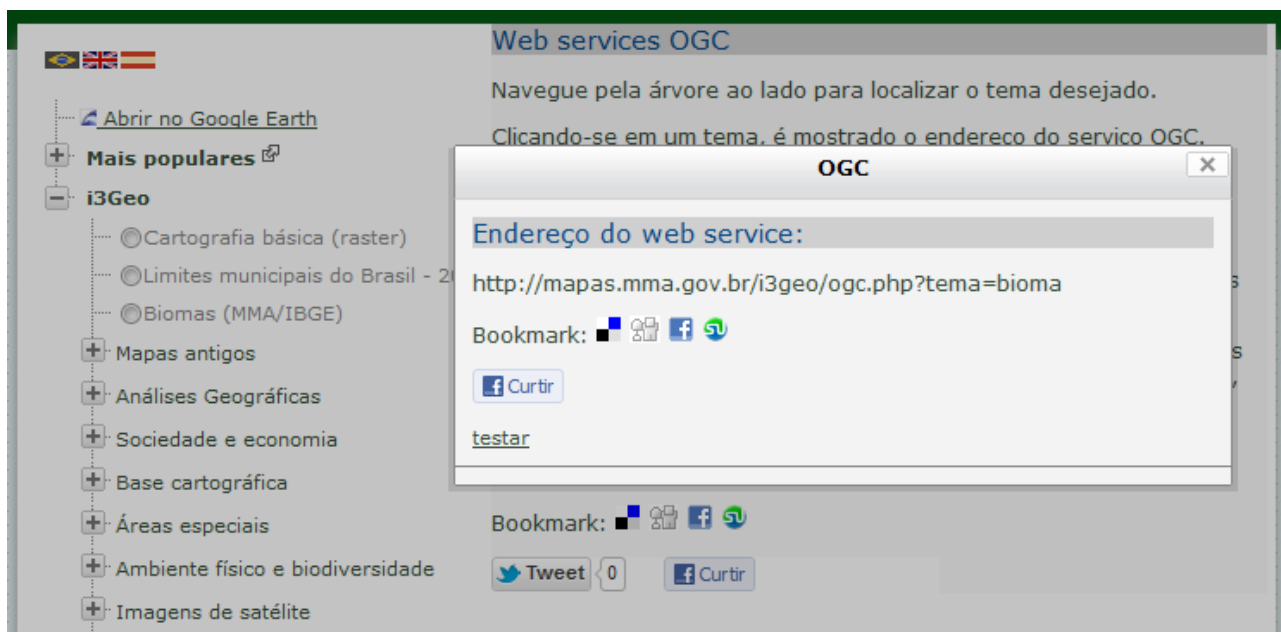 Web services OGC
Navegue pela árvore ao lado para localizar o tema desejado.
Clicando-se em um tema, é mostrado o endereço do serviço OGC.
Abrir no Google Earth
Mais populares
i3Geo
Cartografia básica (raster)
Limites municipais do Brasil - 20
Biomas (MMA/IBGE)
Mapas antigos
Análises Geográficas
Sociedade e economia
Base cartográfica
Áreas especiais
Ambiente físico e biodiversidade
Imagens de satélite
OGC
Endereço do web service:
http://mapas.mma.gov.br/i3geo/ogc.php?tema=bioma
Bookmark:
Curtir
testar
Bookmark:
Tweet 0 Curtir